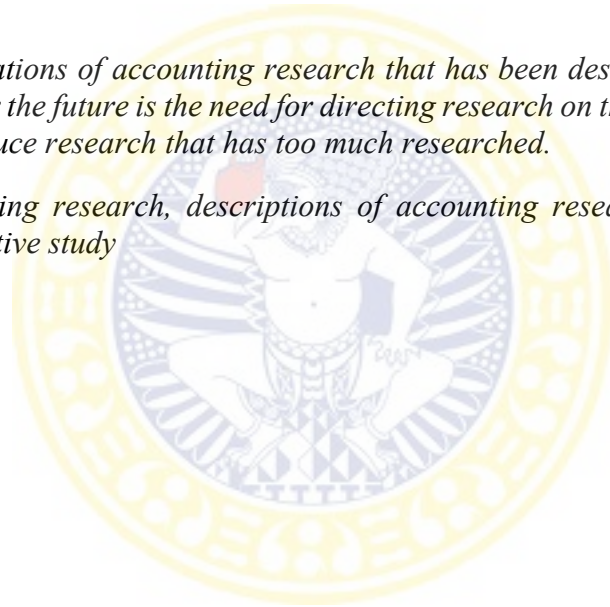 ations of accounting research that has been des
the future is the need for directing research on t
uce research that has too much researched.
ing research, descriptions of accounting resea
tive study